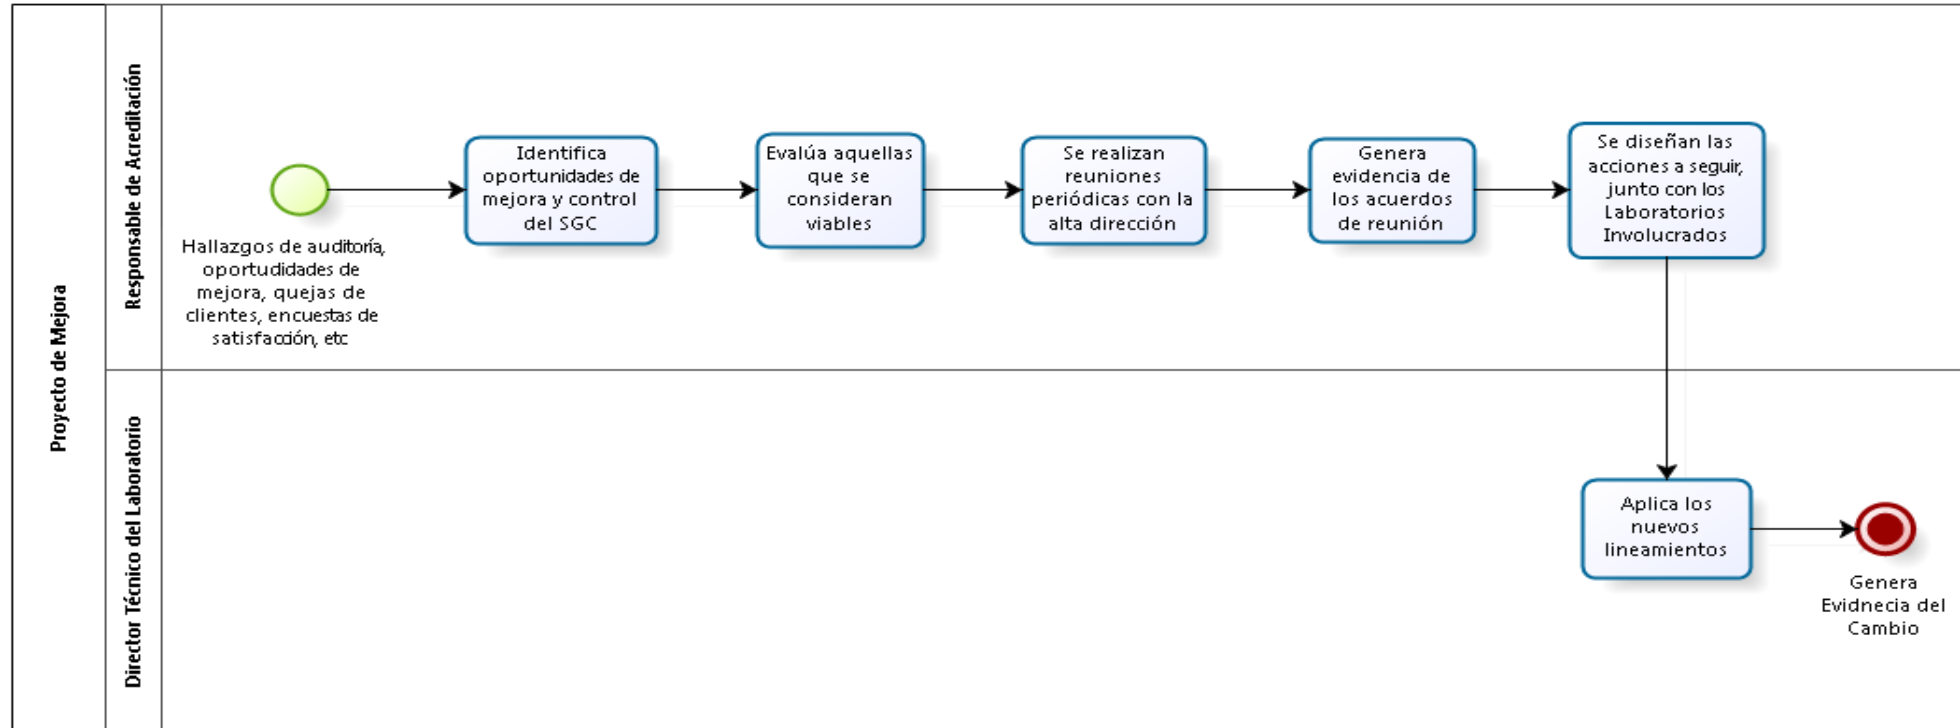 Proyecto de Mejora
Responsable de Acreditación
Hallazgos de auditoría,
oportudidades de
mejora, quejas de
clientes, encuestas de
satisfacción, etc
Identifica
oportunidades de
mejora y control
del SGC
Evalúa aquellas
que se
consideran
viables
Se realizan
reuniones
periódicas con la
alta dirección
Genera
evidencia de
los acuerdos
de reunión
Se diseñan las
acciones a seguir,
junto con los
Laboratorios
Involucrados
Director Técnico del Laboratorio
Aplica los
nuevos
lineamientos
Genera
Evidnecia del
Cambio